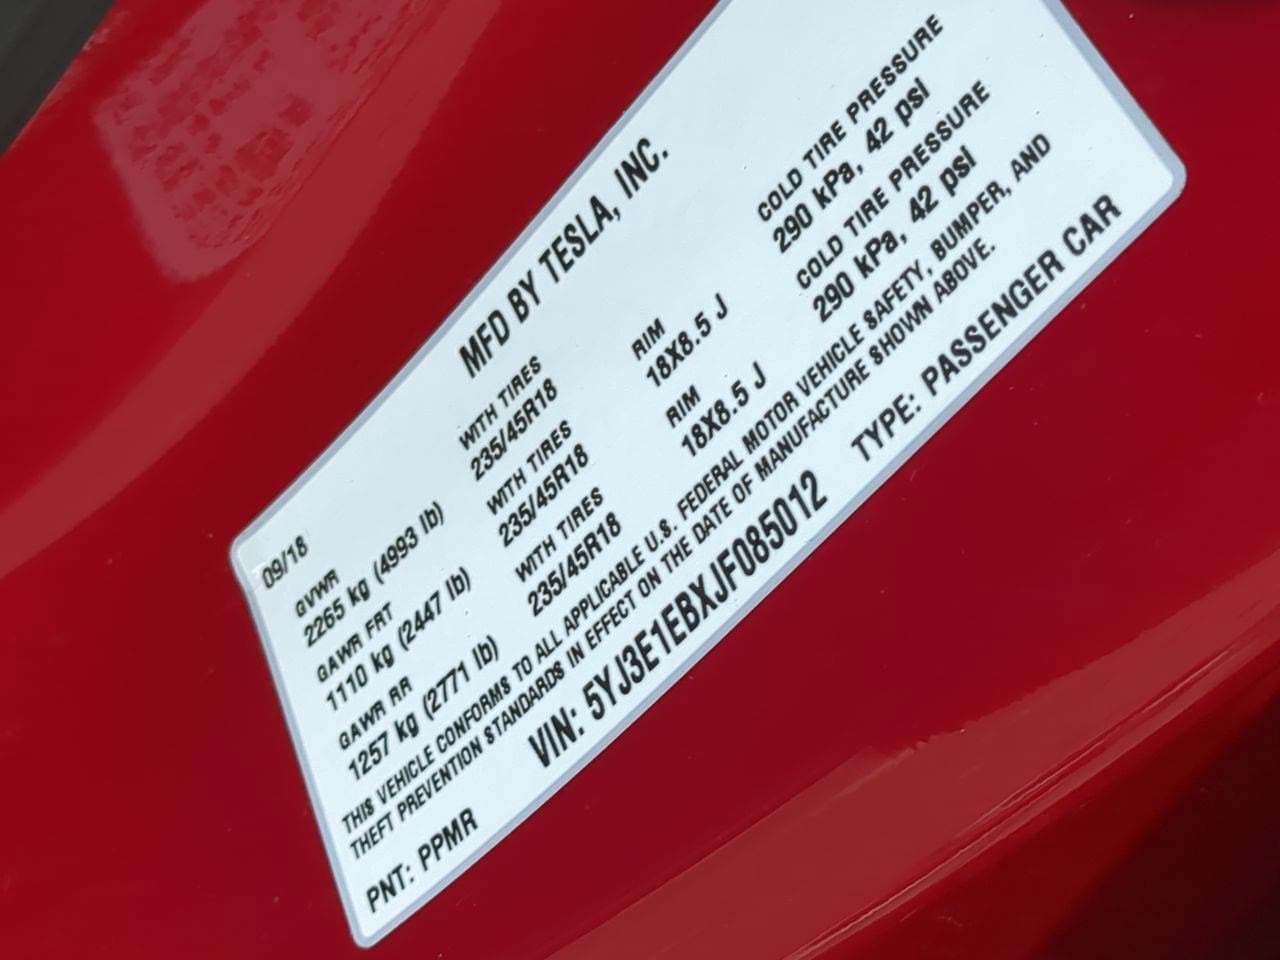 MFD BY TESLA, INC.
09/18
GVWR WITH TIRES RIM COLD TIRE PRESSURE
2265 kg (4993 lb) 235/45R18 18X8.5 J 290 kPa, 42 psi
GAWR FRT WITH TIRES RIM COLD TIRE PRESSURE
1110 kg (2447 lb) 235/45R18 18X8.5 J 290 kPa, 42 psi
GAWR RR WITH TIRES
1257 kg (2771 lb) 235/45R18
THIS VEHICLE CONFORMS TO ALL APPLICABLE U.S. FEDERAL MOTOR VEHICLE SAFETY, BUMPER, AND
THEFT PREVENTION STANDARDS IN EFFECT ON THE DATE OF MANUFACTURE SHOWN ABOVE.
VIN: 5YJ3E1EBXJF085012 TYPE: PASSENGER CAR
PNT: PPMR